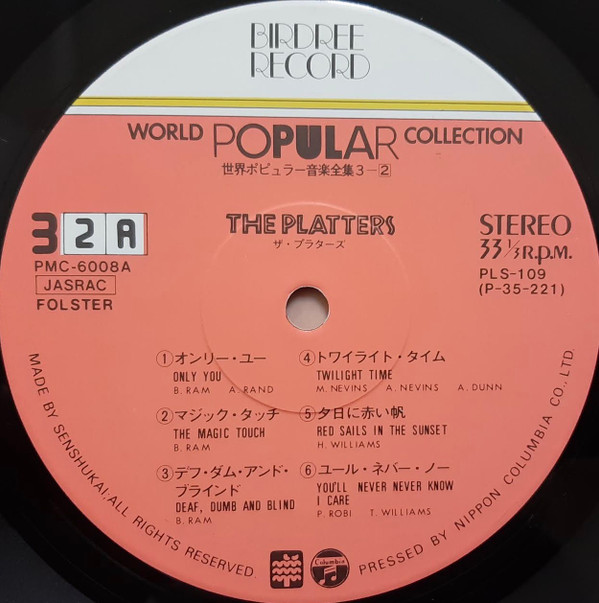 BIRDREE
RECORD
WORLD POPULAR COLLECTION
世界ポピュラー音楽全集3-2
3 2 A
THE PLATTERS
ザ・プラターズ
STEREO
33 1/3 R.P.M.
PMC-6008A
JASRAC
FOLSTER
PLS-109
(P-35-221)
①オンリー・ユー
ONLY YOU
B. RAM A. RAND
②マジック・タッチ
THE MAGIC TOUCH
B. RAM
③デフ・ダム・アンド・
ブラインド
DEAF, DUMB AND BLIND
B. RAM
④トワイライト・タイム
TWILIGHT TIME
M. NEVINS A. NEVINS A. DUNN
⑤夕日に赤い帆
RED SAILS IN THE SUNSET
H. WILLIAMS
⑥ユール・ネバー・ノー
YOU'LL NEVER NEVER KNOW
I CARE
P. ROBI T. WILLIAMS
MADE BY SENSHUKAI; ALL RIGHTS RESERVED.
Columbia
PRESSED BY NIPPON COLUMBIA CO., LTD.